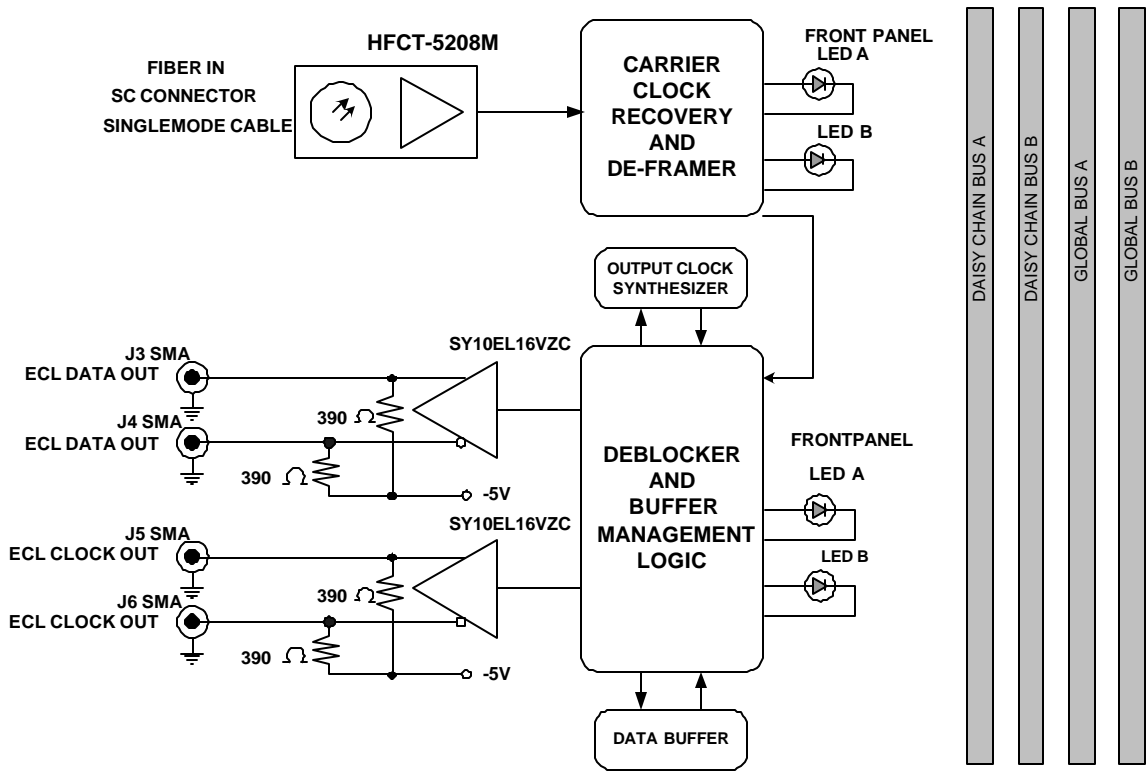 HFCT-5208M
FIBER IN
SC CONNECTOR
SINGLEMODE CABLE
CARRIER
CLOCK
RECOVERY
AND
DE-FRAMER
FRONT PANEL
LED A
LED B
OUTPUT CLOCK
SYNTHESIZER
J3 SMA
ECL DATA OUT
SY10EL16VZC
390 Ω
J4 SMA
ECL DATA OUT
390 Ω
-5V
DEBLOCKER
AND
BUFFER
MANAGEMENT
LOGIC
FRONTPANEL
LED A
LED B
J5 SMA
ECL CLOCK OUT
SY10EL16VZC
390 Ω
J6 SMA
ECL CLOCK OUT
390 Ω
-5V
DATA BUFFER
DAISY CHAIN BUS A
DAISY CHAIN BUS B
GLOBAL BUS A
GLOBAL BUS B